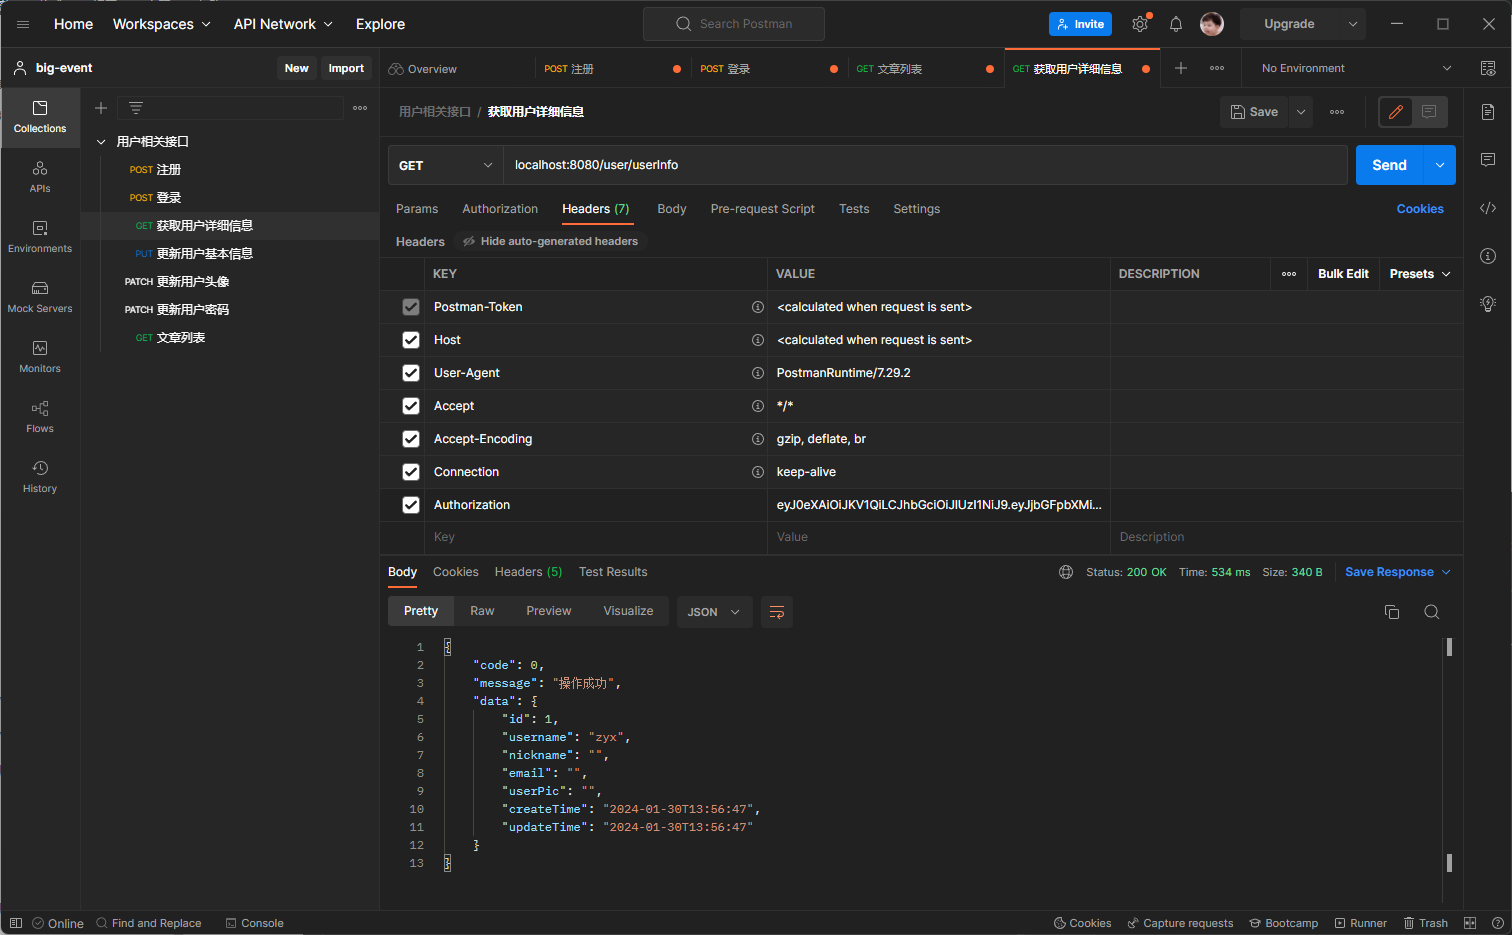 Home Workspaces API Network Explore Search Postman Invite Upgrade
big-event New Import Overview POST 注册 POST 登录 GET 文章列表 GET 获取用户详细信息 No Environment
Collections
APIs
Environments
Mock Servers
Monitors
Flows
History
用户相关接口
POST 注册
POST 登录
GET 获取用户详细信息
PUT 更新用户基本信息
PATCH 更新用户头像
PATCH 更新用户密码
GET 文章列表
用户相关接口 / 获取用户详细信息 Save
GET localhost:8080/user/userInfo Send
Params Authorization Headers (7) Body Pre-request Script Tests Settings Cookies
Headers Hide auto-generated headers
KEY VALUE DESCRIPTION Bulk Edit Presets
Postman-Token <calculated when request is sent>
Host <calculated when request is sent>
User-Agent PostmanRuntime/7.29.2
Accept */*
Accept-Encoding gzip, deflate, br
Connection keep-alive
Authorization eyJ0eXAiOiJKV1QiLCJhbGciOiJIUzI1NiJ9.eyJjbGFpbXMi...
Key Value Description
Body Cookies Headers (5) Test Results Status: 200 OK Time: 534 ms Size: 340 B Save Response
Pretty Raw Preview Visualize JSON
1 {
2 "code": 0,
3 "message": "操作成功",
4 "data": {
5 "id": 1,
6 "username": "zyx",
7 "nickname": "",
8 "email": "",
9 "userPic": "",
10 "createTime": "2024-01-30T13:56:47",
11 "updateTime": "2024-01-30T13:56:47"
12 }
13 }
Online Find and Replace Console Cookies Capture requests Bootcamp Runner Trash